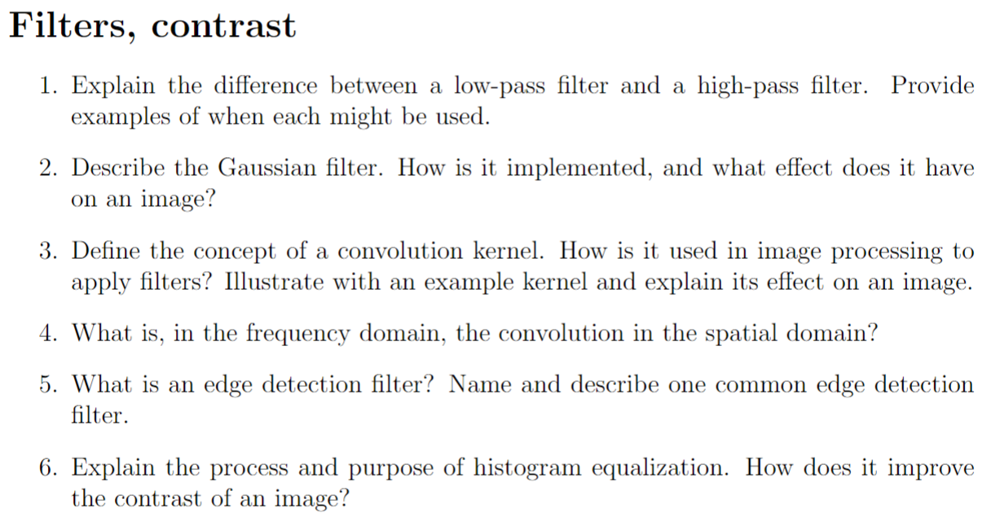 Filters, contrast
1. Explain the difference between a low-pass filter and a high-pass filter. Provide
examples of when each might be used.
2. Describe the Gaussian filter. How is it implemented, and what effect does it have
on an image?
3. Define the concept of a convolution kernel. How is it used in image processing to
apply filters? Illustrate with an example kernel and explain its effect on an image.
4. What is, in the frequency domain, the convolution in the spatial domain?
5. What is an edge detection filter? Name and describe one common edge detection
filter.
6. Explain the process and purpose of histogram equalization. How does it improve
the contrast of an image?